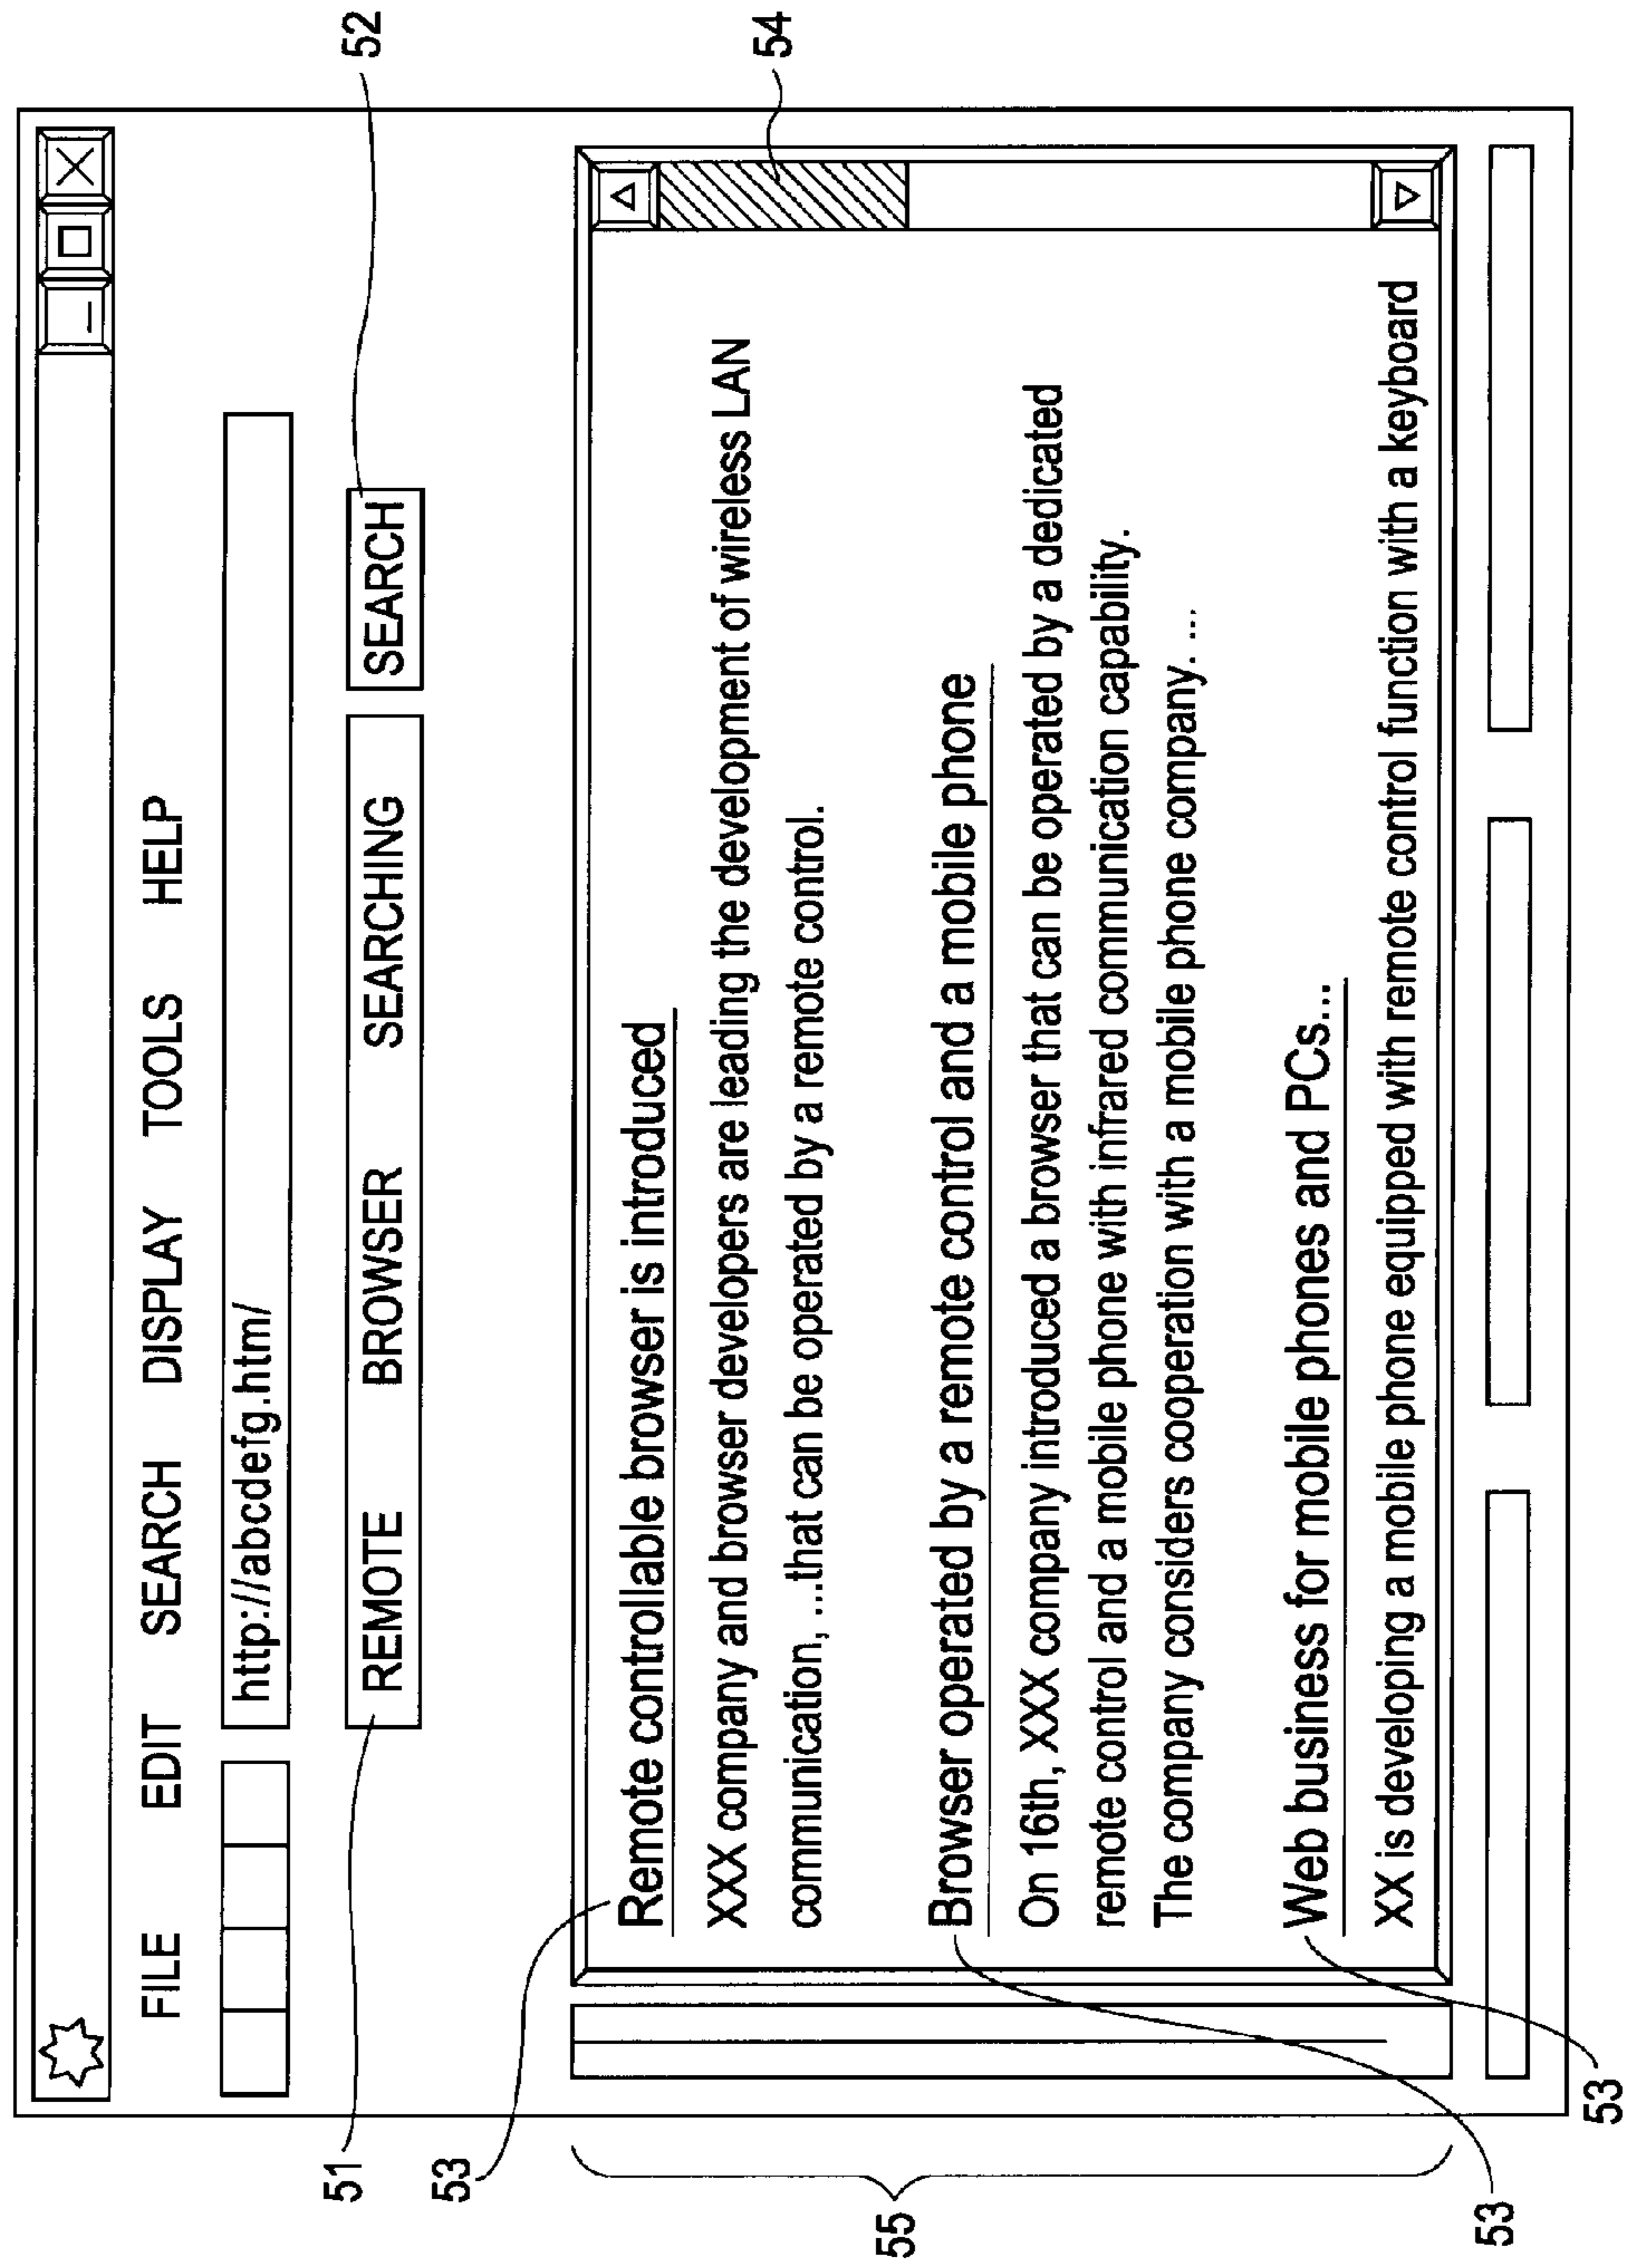 FILE EDIT SEARCH DISPLAY TOOLS HELP
http://abcdefg.htm/
REMOTE BROWSER SEARCHING SEARCH
51
52
53
Remote controllable browser is introduced
XXX company and browser developers are leading the development of wireless LAN
communication, ...that can be operated by a remote control.
54
55
Browser operated by a remote control and a mobile phone
On 16th, XXX company introduced a browser that can be operated by a dedicated
remote control and a mobile phone with infrared communication capability.
The company considers cooperation with a mobile phone company. ...
Web business for mobile phones and PCs...
XX is developing a mobile phone equipped with remote control function with a keyboard
53
53